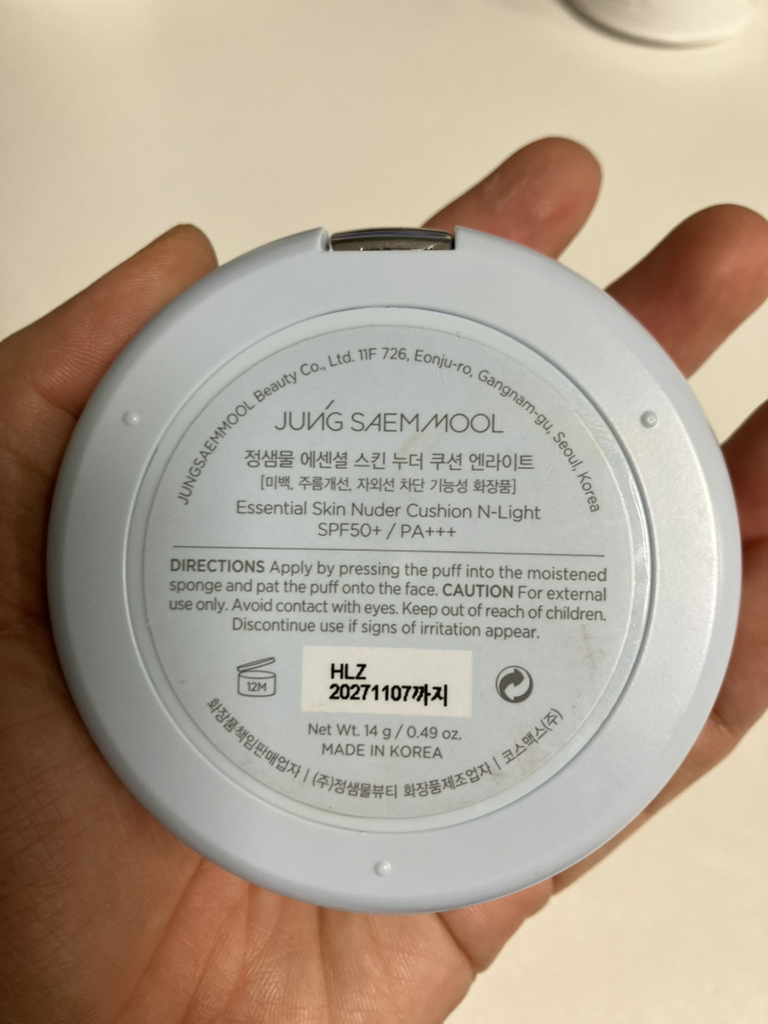 JUNGSAEMMOOL Beauty Co., Ltd. 11F 726, Eonju-ro, Gangnam-gu, Seoul, Korea
JUNG SAEM MOOL
정샘물 에센셜 스킨 누더 쿠션 엔라이트
[미백, 주름개선, 자외선 차단 기능성 화장품]
Essential Skin Nuder Cushion N-Light
SPF50+ / PA+++
DIRECTIONS Apply by pressing the puff into the moistened
sponge and pat the puff onto the face. CAUTION For external
use only. Avoid contact with eyes. Keep out of reach of children.
Discontinue use if signs of irritation appear.
12M
HLZ
20271107까지
Net Wt. 14 g / 0.49 oz.
MADE IN KOREA
화장품책임판매업자 | (주)정샘물뷰티 화장품제조업자 | 코스맥스(주)